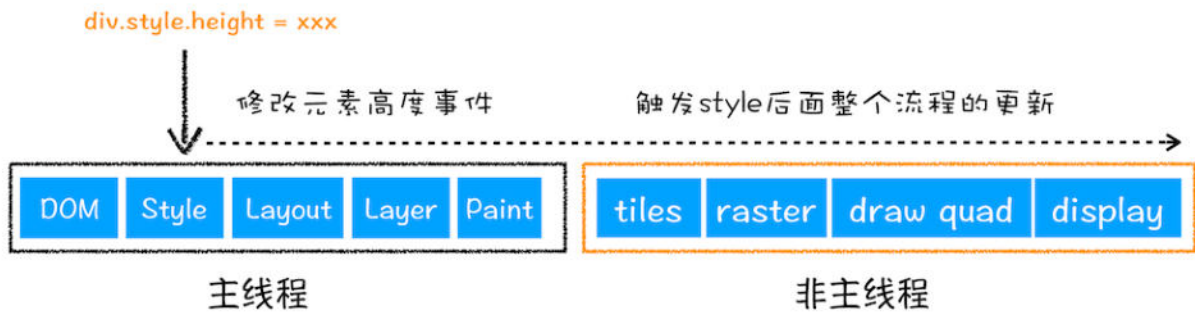 div.style.height = xxx
修改元素高度事件
触发style后面整个流程的更新
DOM Style Layout Layer Paint
tiles raster draw quad display
主线程
非主线程